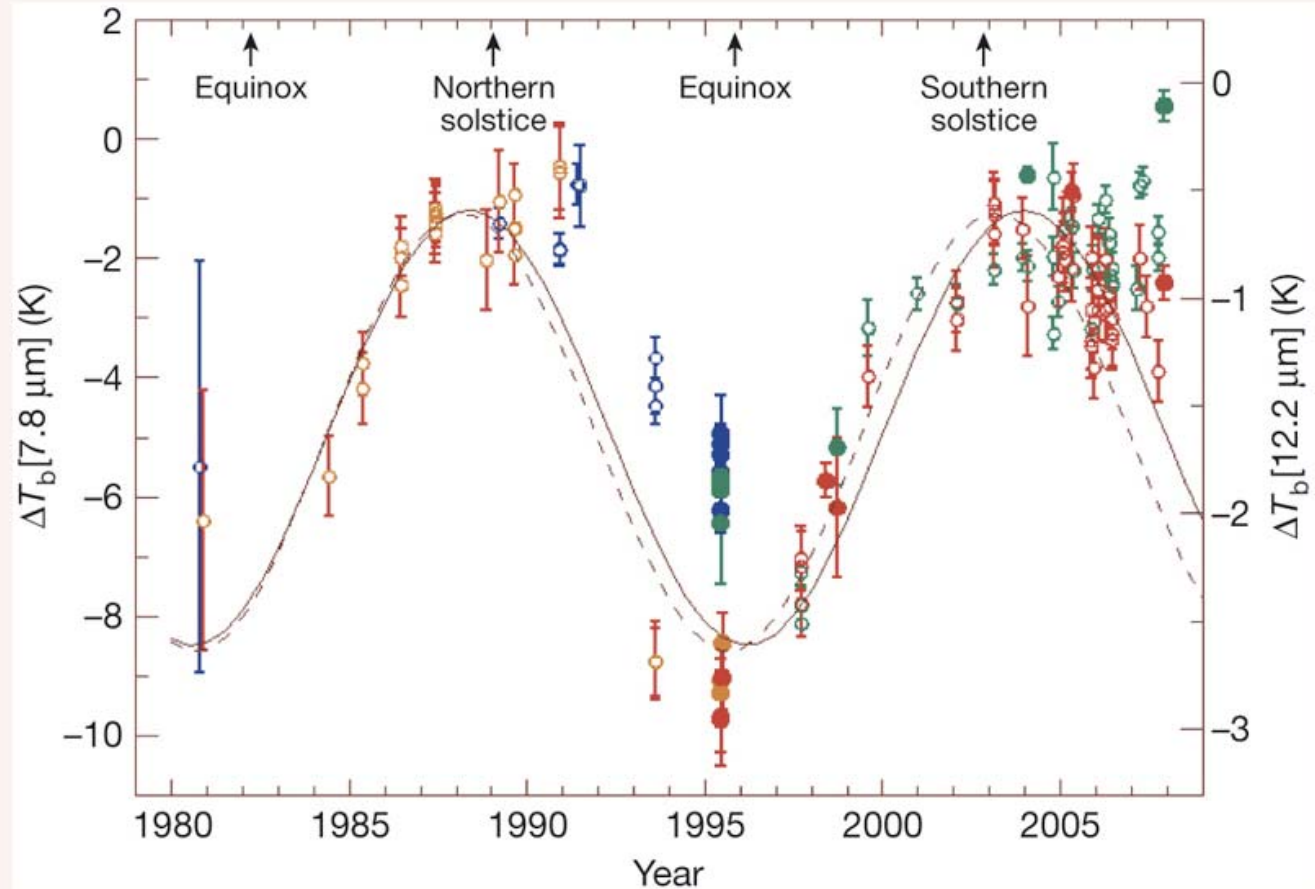 2
0
−2
−4
−6
−8
−10
ΔTb[7.8 μm] (K)
Equinox
Northern
solstice
Equinox
Southern
solstice
0
−1
−2
−3
ΔTb[12.2 μm] (K)
1980 1985 1990 1995 2000 2005
Year